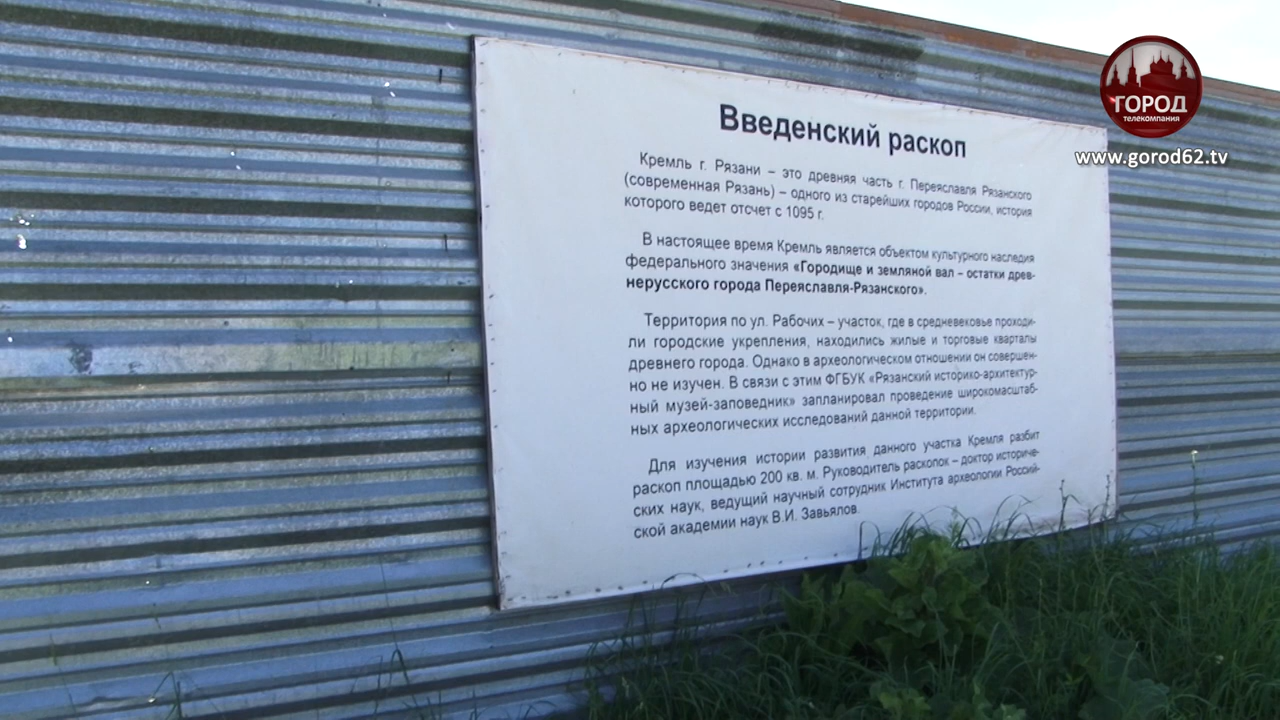 ГОРОД
телекомпания
www.gorod62.tv
Введенский раскоп
Кремль г. Рязани – это древняя часть г. Переяславля Рязанского
(современная Рязань) – одного из старейших городов России, история
которого ведет отсчет с 1095 г.
В настоящее время Кремль является объектом культурного наследия
федерального значения «Городище и земляной вал – остатки древ-
нерусского города Переяславля-Рязанского».
Территория по ул. Рабочих – участок, где в средневековье проходи-
ли городские укрепления, находились жилые и торговые кварталы
древнего города. Однако в археологическом отношении он совершен-
но не изучен. В связи с этим ФГБУК «Рязанский историко-архитектур-
ный музей-заповедник» запланировал проведение широкомасштаб-
ных археологических исследований данной территории.
Для изучения истории развития данного участка Кремля разбит
раскоп площадью 200 кв. м. Руководитель раскопок – доктор историче-
ских наук, ведущий научный сотрудник Института археологии Россий-
ской академии наук В.И. Завьялов.